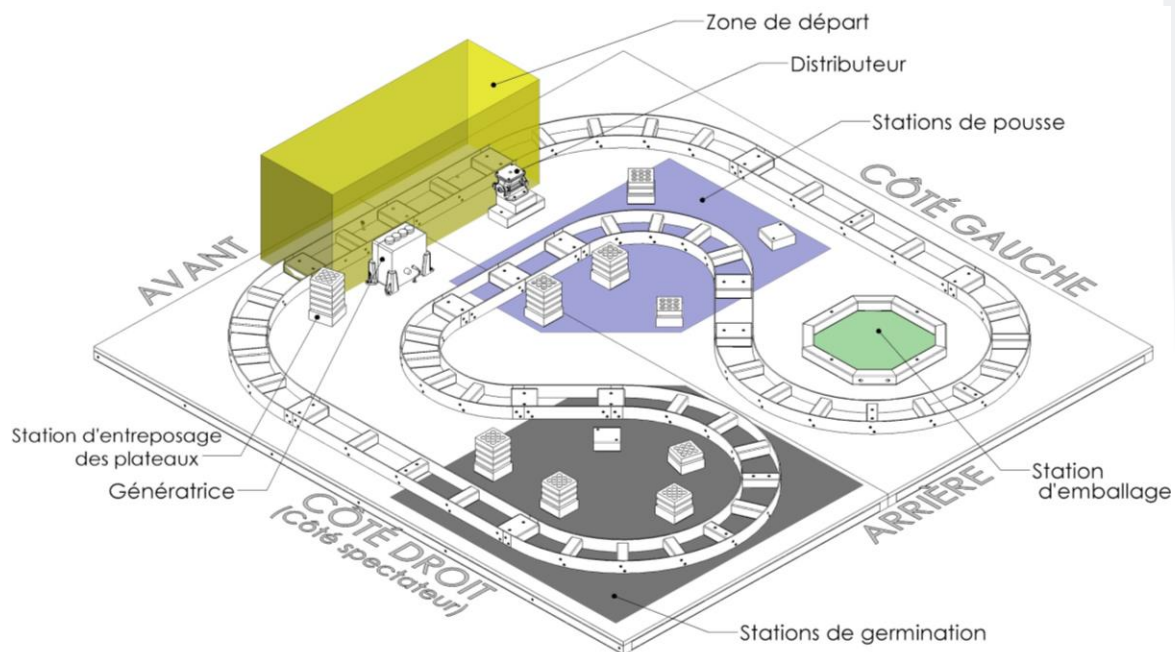 Zone de départ
Distributeur
Stations de pousse
CÔTÉ GAUCHE
AVANT
Station d'entreposage
des plateaux
Génératrice
CÔTÉ DROIT
(Côté spectateur)
Station
d'emballage
ARRIÈRE
Stations de germination